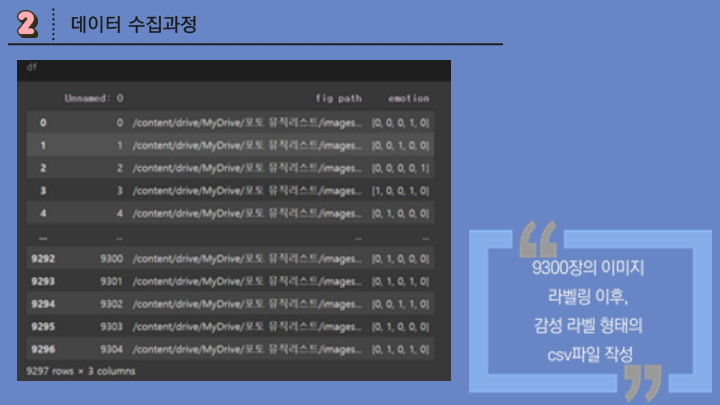 2 데이터 수집과정
df
Unnamed: 0 fig path emotion
0 0 /content/drive/MyDrive/포토 뮤직리스트/images... [0, 0, 0, 1, 0]
1 1 /content/drive/MyDrive/포토 뮤직리스트/images... [0, 0, 1, 0, 0]
2 2 /content/drive/MyDrive/포토 뮤직리스트/images... [0, 0, 0, 0, 1]
3 3 /content/drive/MyDrive/포토 뮤직리스트/images... [1, 0, 0, 1, 0]
4 4 /content/drive/MyDrive/포토 뮤직리스트/images... [0, 1, 0, 0, 0]
... ... ... ...
9292 9300 /content/drive/MyDrive/포토 뮤직리스트/images... [0, 1, 0, 0, 0]
9293 9301 /content/drive/MyDrive/포토 뮤직리스트/images... [0, 1, 0, 1, 0]
9294 9302 /content/drive/MyDrive/포토 뮤직리스트/images... [0, 0, 1, 1, 0]
9295 9303 /content/drive/MyDrive/포토 뮤직리스트/images... [0, 1, 0, 0, 0]
9296 9304 /content/drive/MyDrive/포토 뮤직리스트/images... [0, 1, 0, 1, 0]
9297 rows × 3 columns
“
9300장의 이미지
라벨링 이후,
감성 라벨 형태의
csv파일 작성
”